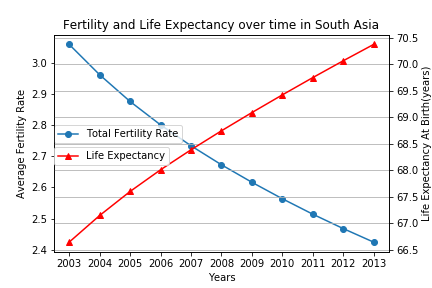 Fertility and Life Expectancy over time in South Asia
Average Fertility Rate
3.0
2.9
2.8
2.7
2.6
2.5
2.4
Total Fertility Rate
Life Expectancy
70.5
70.0
69.5
69.0
68.5
68.0
67.5
67.0
66.5
Life Expectancy At Birth(years)
2003 2004 2005 2006 2007 2008 2009 2010 2011 2012 2013
Years